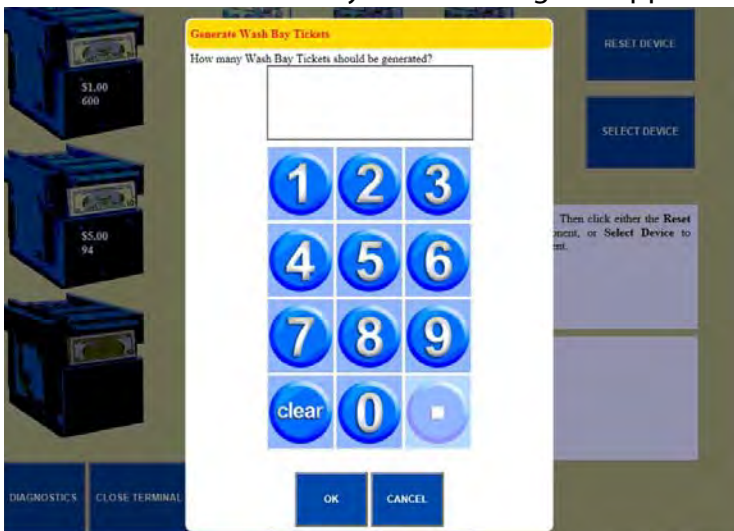 Generate Wash Bay Tickets
How many Wash Bay Tickets should be generated?
RESET DEVICE
$1.00
600
SELECT DEVICE
1 2 3
Then click either the Reset
or Select Device to
$5.00
94
4 5 6
7 8 9
clear 0
DIAGNOSTICS CLOSE TERMINAL OK CANCEL